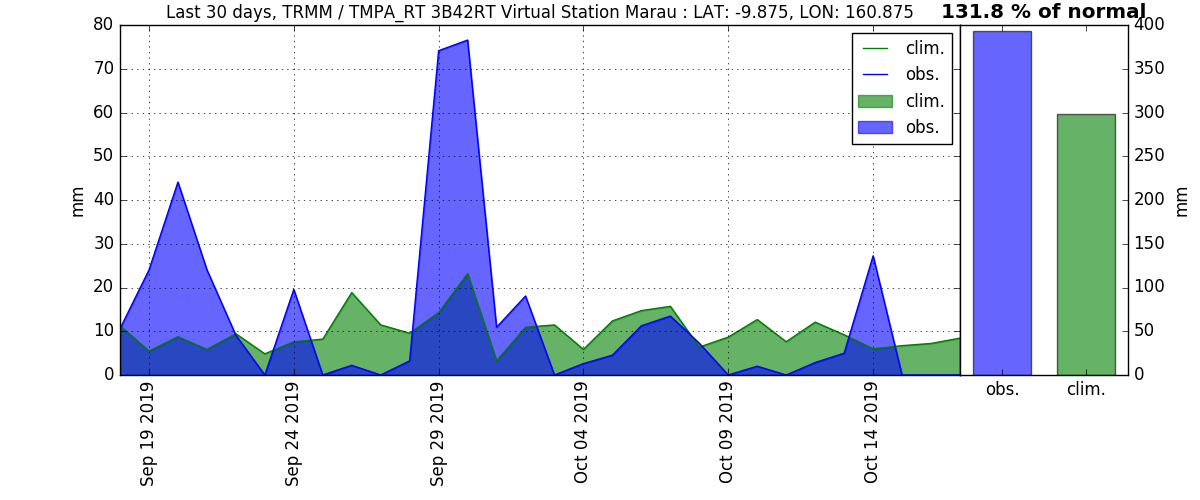 Last 30 days, TRMM / TMPA_RT 3B42RT Virtual Station Marau : LAT: -9.875, LON: 160.875
131.8 % of normal
80
70
60
50
40
30
20
10
0
mm
clim.
obs.
clim.
obs.
Sep 19 2019
Sep 24 2019
Sep 29 2019
Oct 04 2019
Oct 09 2019
Oct 14 2019
400
350
300
250
200
150
100
50
0
mm
obs.
clim.